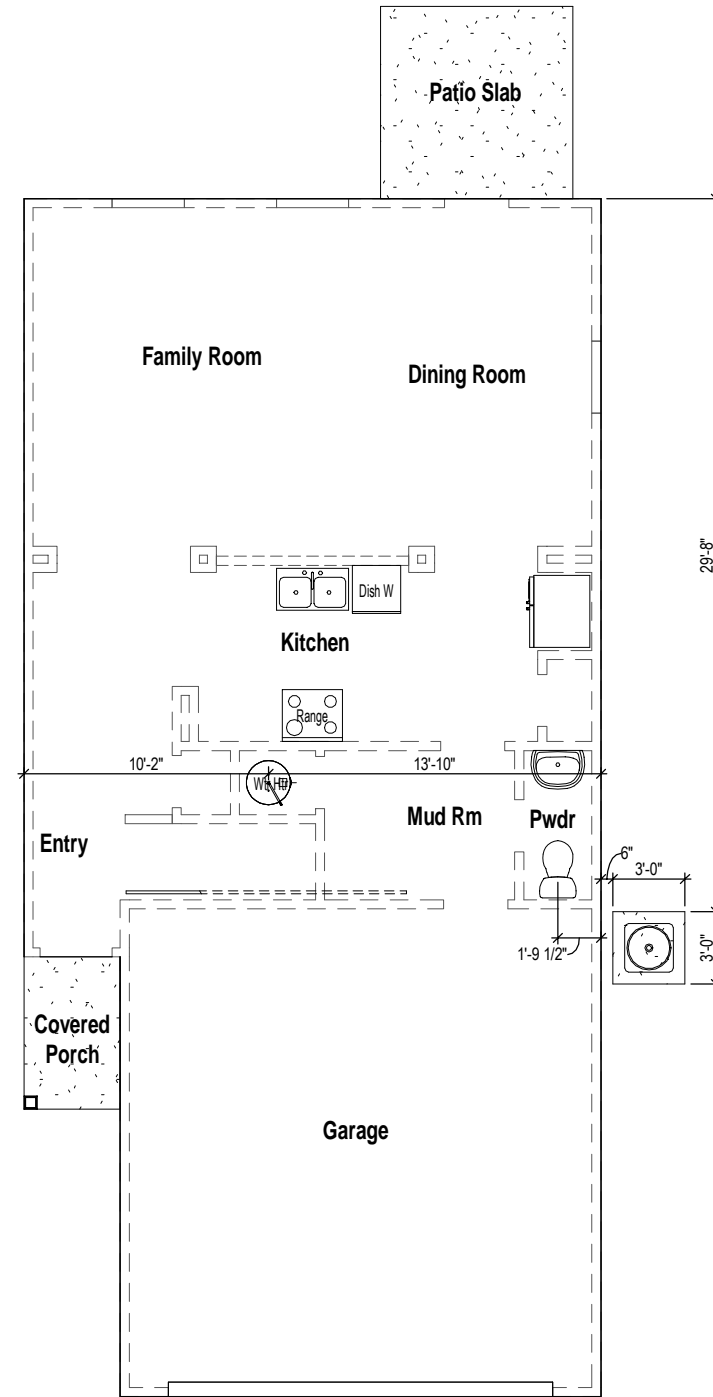 Patio Slab
Family Room
Dining Room
29'-8"
Dish W
Kitchen
Range
10'-2"
13'-10"
Mud Rm
Pwdr
Entry
6"
3'-0"
3'-0"
1'-9 1/2"
Covered
Porch
Garage